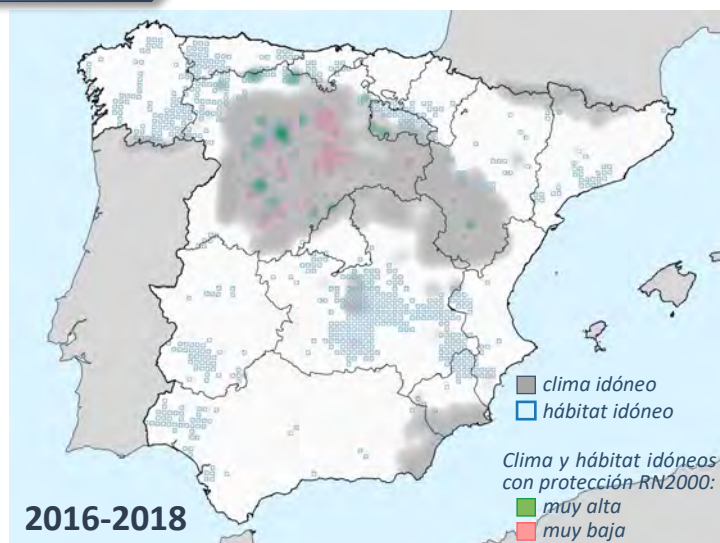 clima idóneo
hábitat idóneo
Clima y hábitat idóneos
con protección RN2000:
muy alta
muy baja
2016-2018